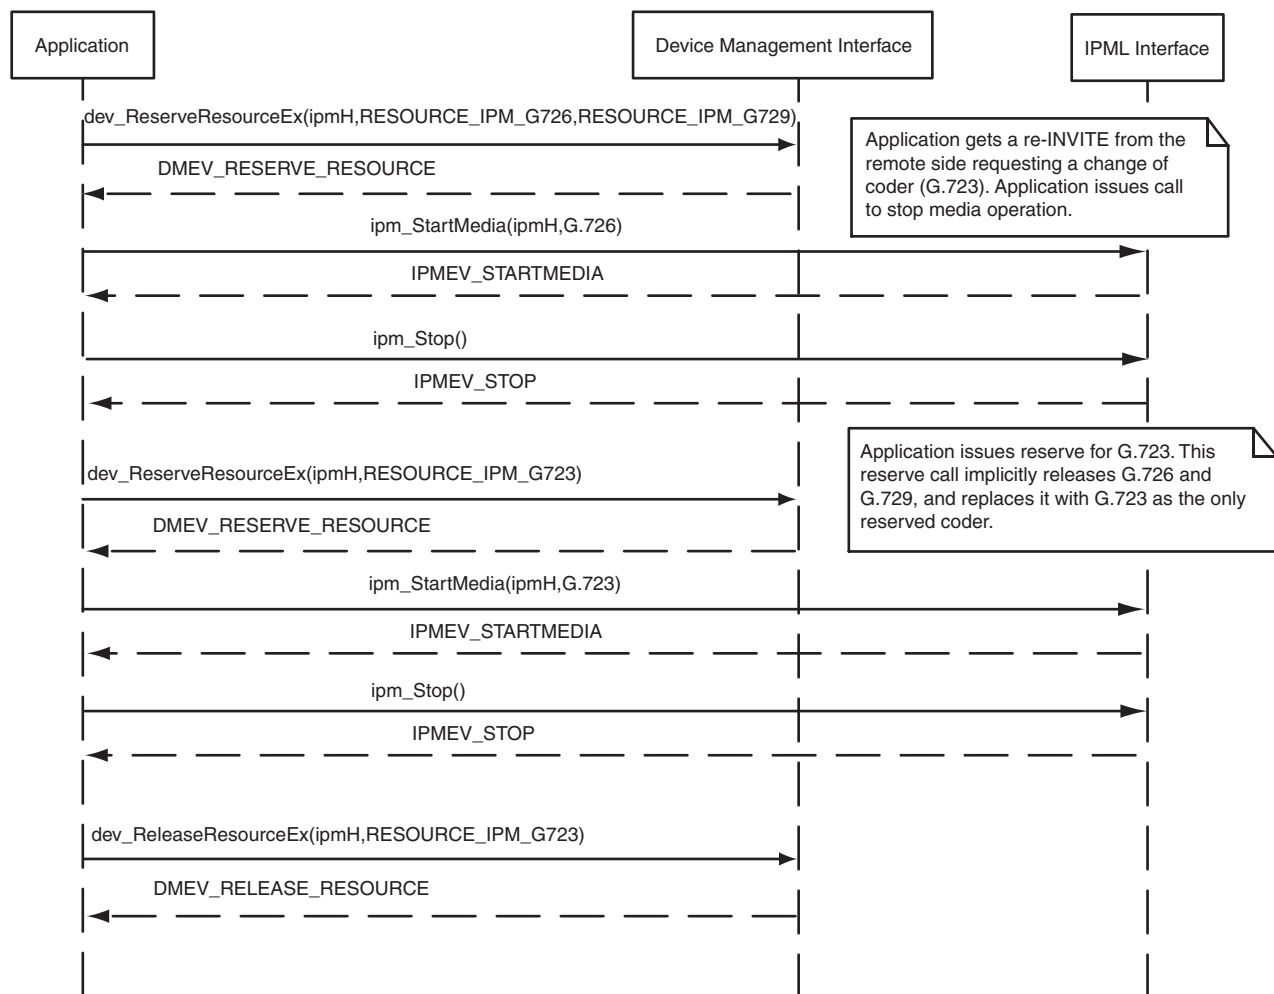 Application
Device Management Interface
IPML Interface
dev_ReserveResourceEx(ipmH,RESOURCE_IPM_G726,RESOURCE_IPM_G729)
Application gets a re-INVITE from the
remote side requesting a change of
coder (G.723). Application issues call
to stop media operation.
DMEV_RESERVE_RESOURCE
ipm_StartMedia(ipmH,G.726)
IPMEV_STARTMEDIA
ipm_Stop()
IPMEV_STOP
Application issues reserve for G.723. This
reserve call implicitly releases G.726 and
G.729, and replaces it with G.723 as the only
reserved coder.
dev_ReserveResourceEx(ipmH,RESOURCE_IPM_G723)
DMEV_RESERVE_RESOURCE
ipm_StartMedia(ipmH,G.723)
IPMEV_STARTMEDIA
ipm_Stop()
IPMEV_STOP
dev_ReleaseResourceEx(ipmH,RESOURCE_IPM_G723)
DMEV_RELEASE_RESOURCE